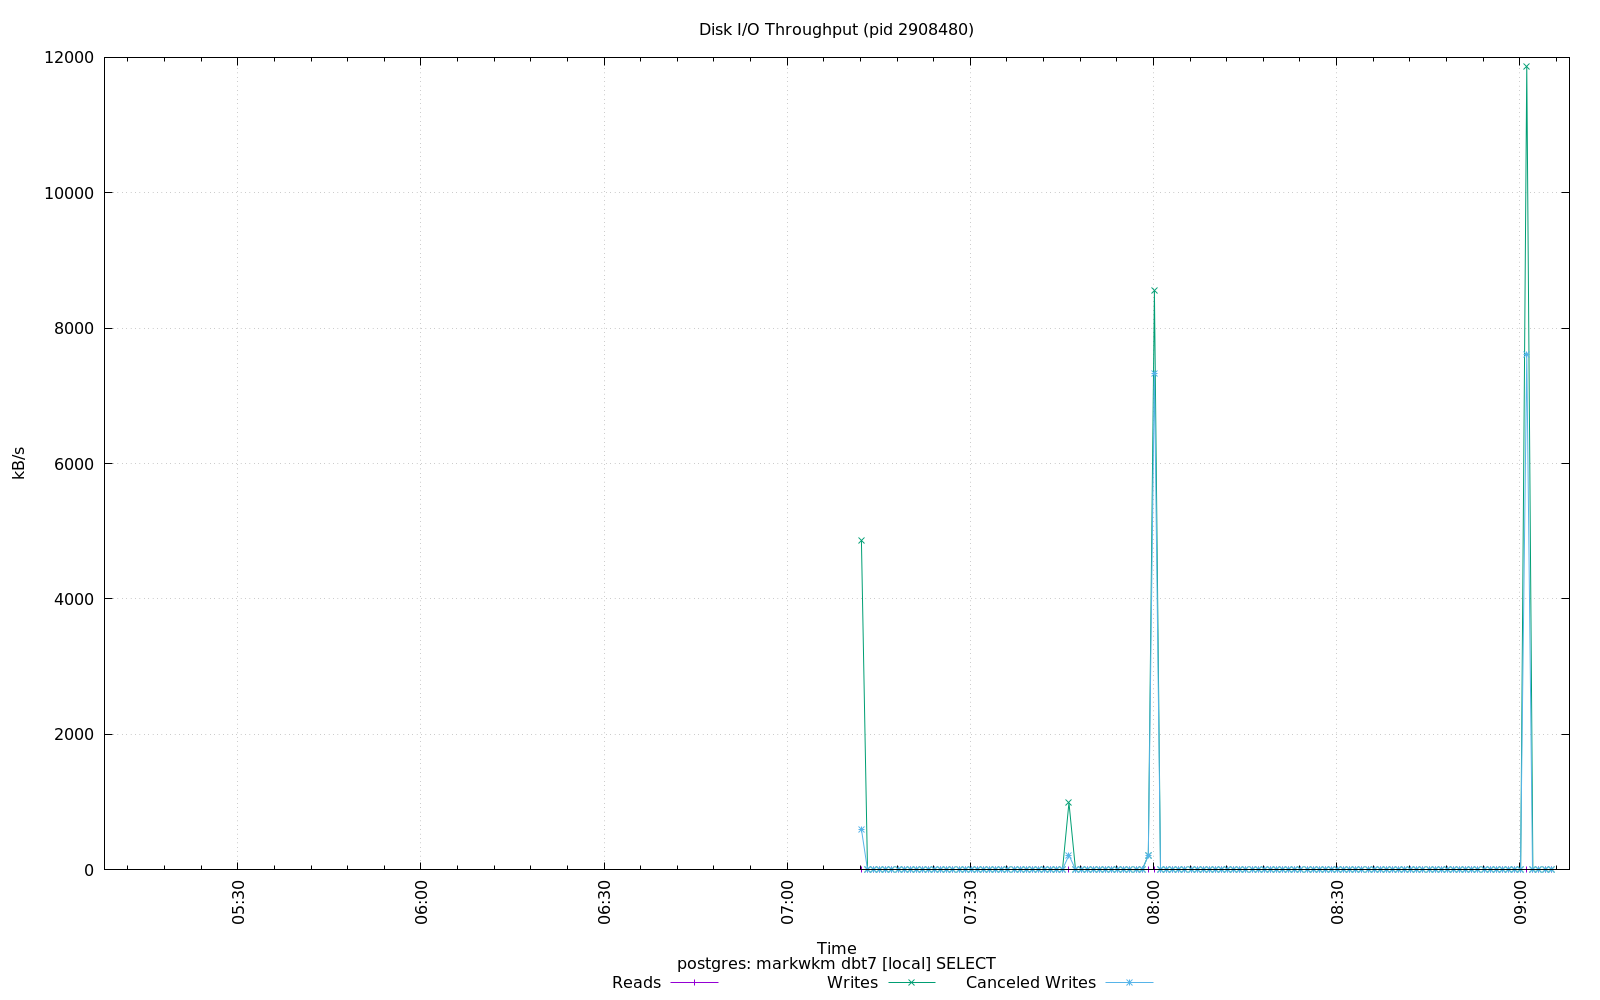 Disk I/O Throughput (pid 2908480)
12000
10000
8000
6000
4000
2000
0
kB/s
05:30
06:00
06:30
07:00
07:30
08:00
08:30
09:00
Time
postgres: markwkm dbt7 [local] SELECT
Reads
Writes
Canceled Writes